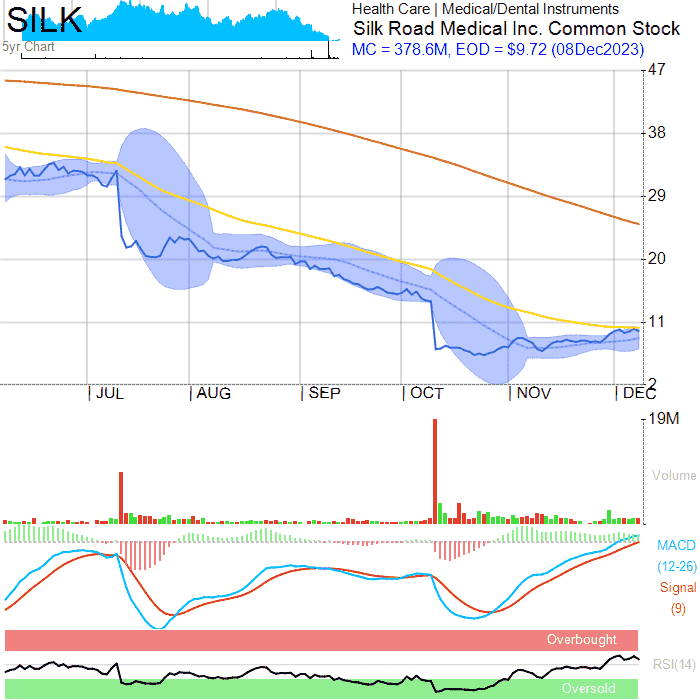 SILK
5yr Chart
Health Care | Medical/Dental Instruments
Silk Road Medical Inc. Common Stock
MC = 378.6M, EOD = $9.72 (08Dec2023)
47
38
29
20
11
2
JUL
AUG
SEP
OCT
NOV
DEC
19M
Volume
MACD
(12-26)
Signal
(9)
Overbought
RSI(14)
Oversold